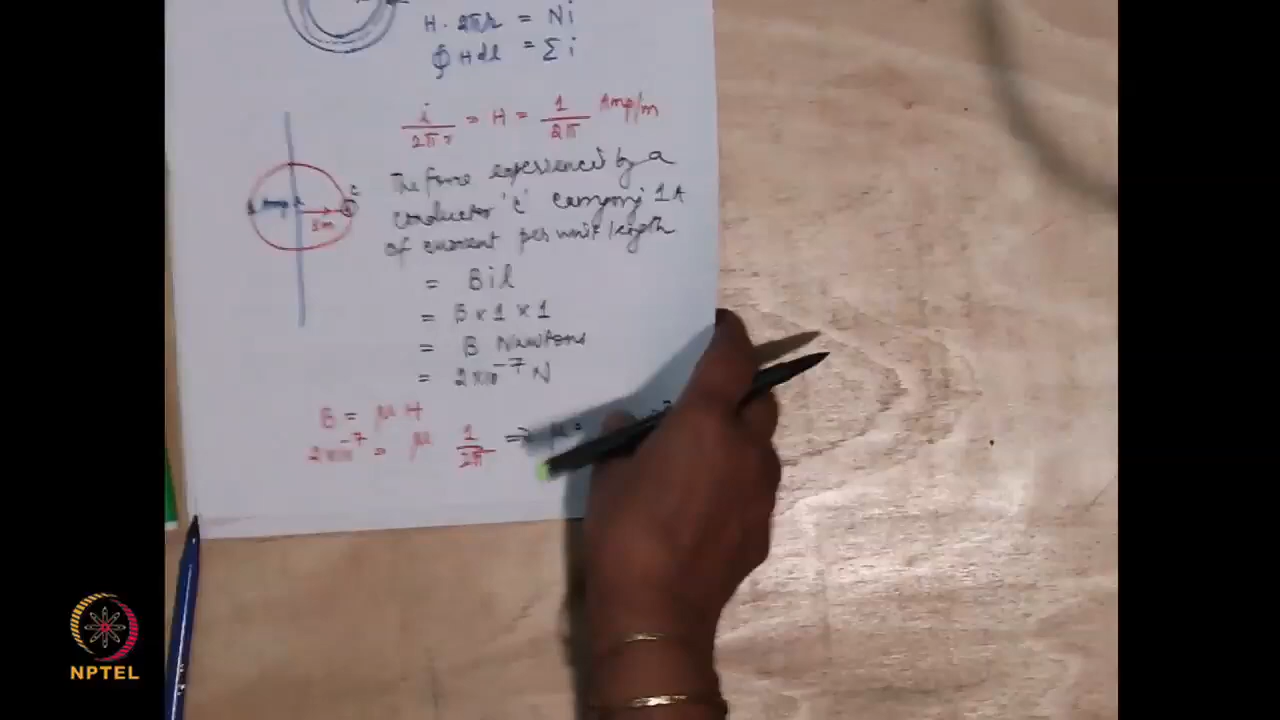 H · 2πr = Ni
∮ H dl = Σ i
i / 2πr = H = 1 / 2π Amp/m
The force experienced by a
conductor 'c' carrying 1A
of current per unit length
= Bil
= B × 1 × 1
= B Newtons
= 2×10⁻⁷ N
C
1m
B = μ H
2×10⁻⁷ = μ 1 / 2π ⇒ μ =
NPTEL